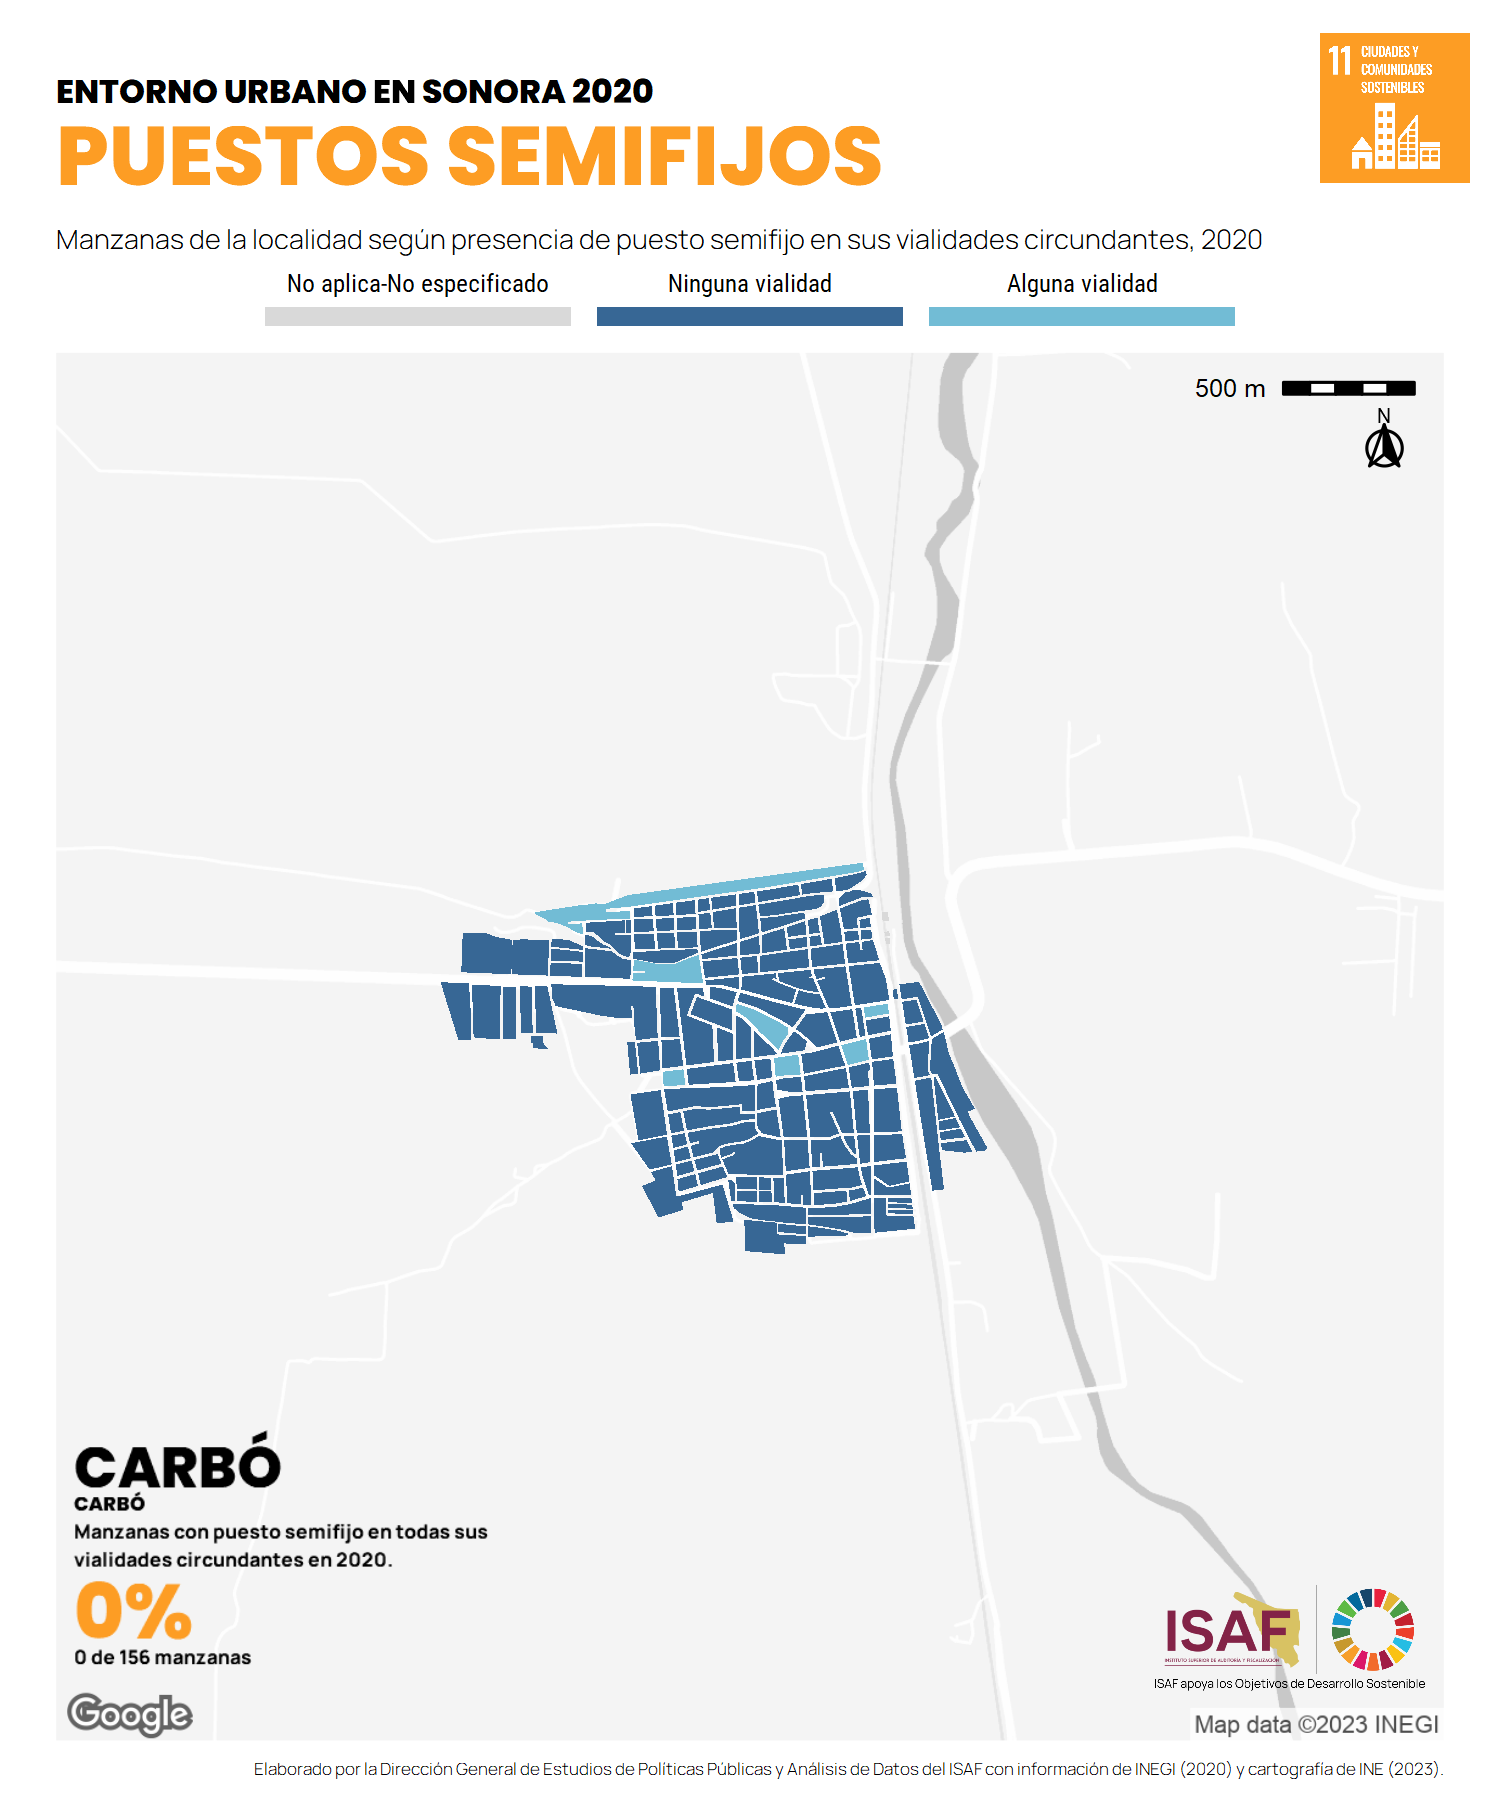 11 CIUDADES Y
COMUNIDADES
SOSTENIBLES
ENTORNO URBANO EN SONORA 2020
PUESTOS SEMIFIJOS
Manzanas de la localidad según presencia de puesto semifijo en sus vialidades circundantes, 2020
No aplica-No especificado
Ninguna vialidad
Alguna vialidad
500 m
N
CARBÓ
CARBÓ
Manzanas con puesto semifijo en todas sus
vialidades circundantes en 2020.
0%
0 de 156 manzanas
ISAF
INSTITUTO SUPERIOR DE AUDITORÍA Y FISCALIZACIÓN
ISAF apoya los Objetivos de Desarrollo Sostenible
Google
Map data ©2023 INEGI
Elaborado por la Dirección General de Estudios de Políticas Públicas y Análisis de Datos del ISAF con información de INEGI (2020) y cartografía de INE (2023).